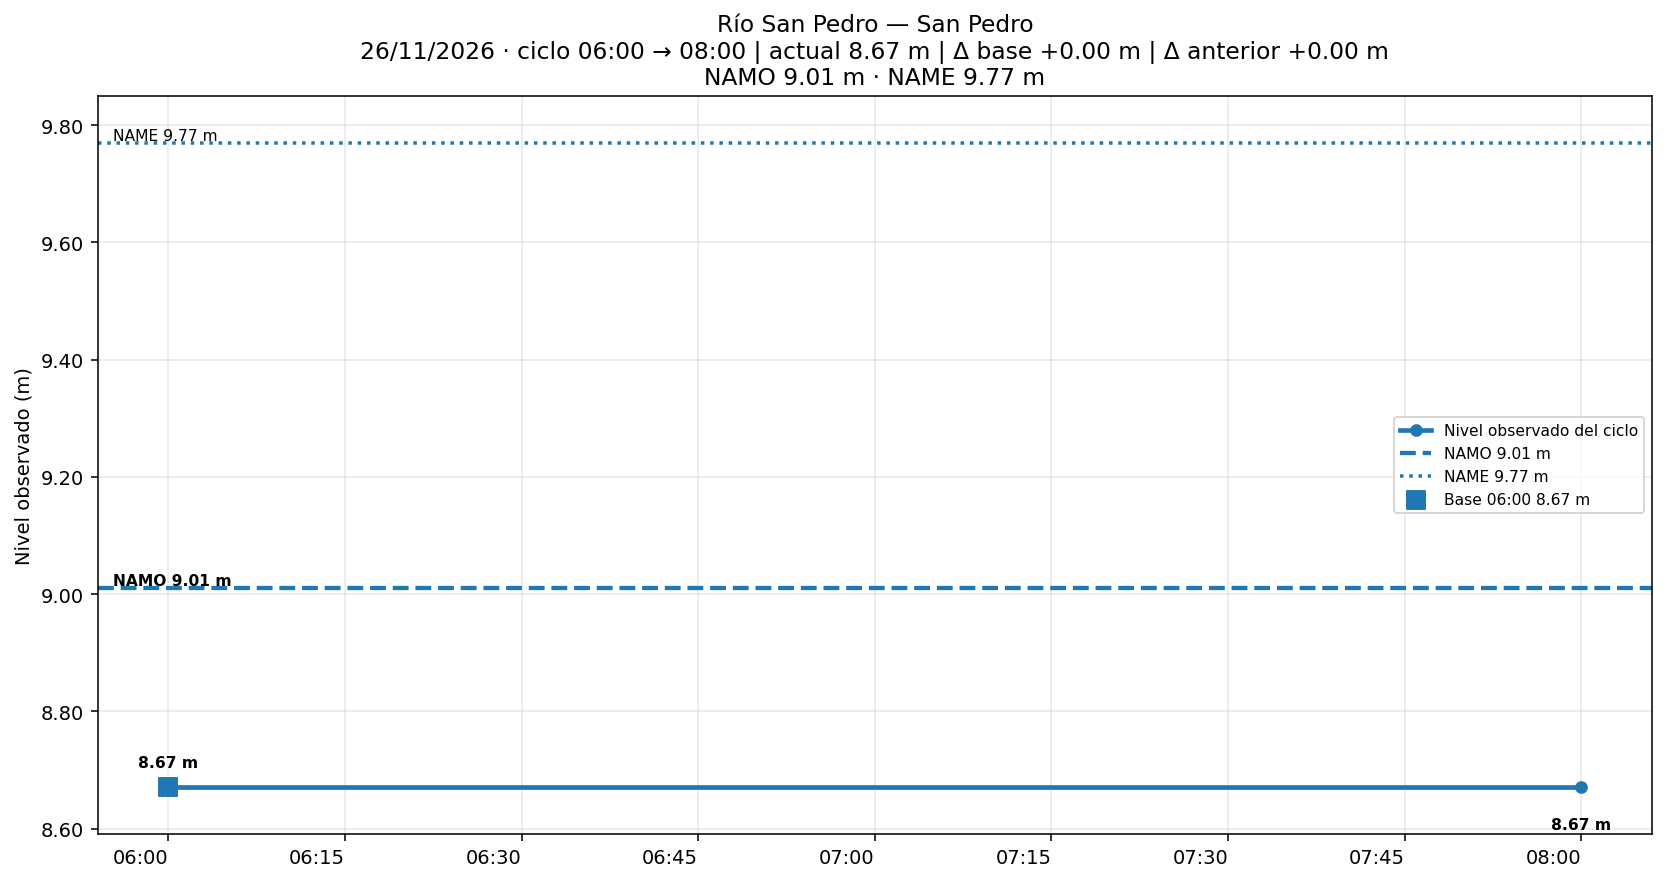 Río San Pedro — San Pedro
26/11/2026 · ciclo 06:00 → 08:00 | actual 8.67 m | Δ base +0.00 m | Δ anterior +0.00 m
NAMO 9.01 m · NAME 9.77 m
Nivel observado (m)
9.80
9.60
9.40
9.20
9.00
8.80
8.60
NAME 9.77 m
NAMO 9.01 m
8.67 m
8.67 m
Nivel observado del ciclo
NAMO 9.01 m
NAME 9.77 m
Base 06:00 8.67 m
06:00
06:15
06:30
06:45
07:00
07:15
07:30
07:45
08:00